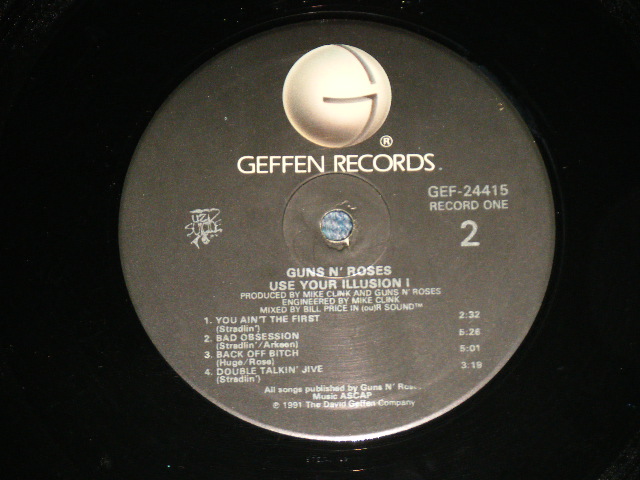 G
®
GEFFEN RECORDS
GEF-24415
RECORD ONE
2
UZI
SUICIDE
GUNS N' ROSES
USE YOUR ILLUSION I
PRODUCED BY MIKE CLINK AND GUNS N' ROSES
ENGINEERED BY MIKE CLINK
MIXED BY BILL PRICE IN (ou)R SOUND™
1. YOU AIN'T THE FIRST 2:32
(Stradlin')
2. BAD OBSESSION 5:26
(Stradlin'/Arkeen)
3. BACK OFF BITCH 5:01
(Huge/Rose)
4. DOUBLE TALKIN' JIVE 3:19
(Stradlin')
All songs published by Guns N' Roses
Music ASCAP
℗ 1991 The David Geffen Company